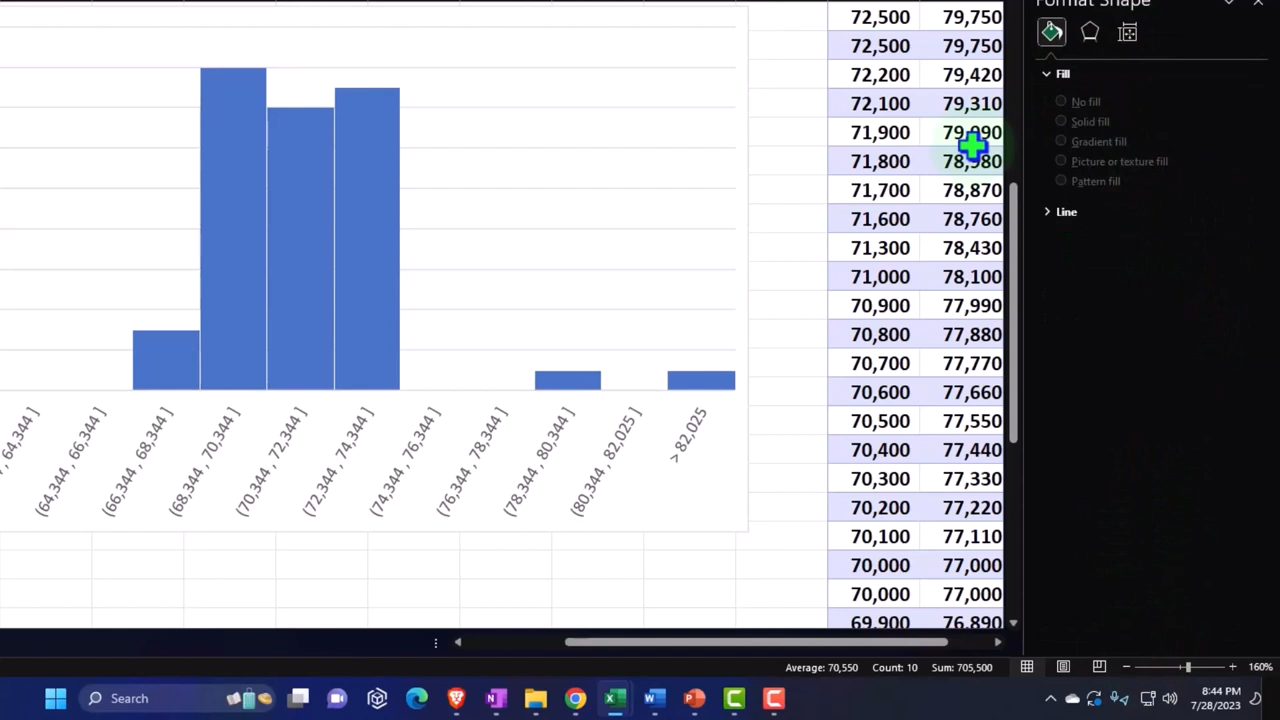 Format Shape
72,500 79,750
72,500 79,750
72,200 79,420
72,100 79,310
71,900 79,090
71,800 78,980
71,700 78,870
71,600 78,760
71,300 78,430
71,000 78,100
70,900 77,990
70,800 77,880
70,700 77,770
70,600 77,660
70,500 77,550
70,400 77,440
70,300 77,330
70,200 77,220
70,100 77,110
70,000 77,000
70,000 77,000
69,900 76,890
Fill
No fill
Solid fill
Gradient fill
Picture or texture fill
Pattern fill
Line
, 64,344 ]
(64,344 , 66,344 ]
(66,344 , 68,344 ]
(68,344 , 70,344 ]
(70,344 , 72,344 ]
(72,344 , 74,344 ]
(74,344 , 76,344 ]
(76,344 , 78,344 ]
(78,344 , 80,344 ]
(80,344 , 82,025 ]
> 82,025
Average: 70,550 Count: 10 Sum: 705,500 160%
Search
8:44 PM
7/28/2023